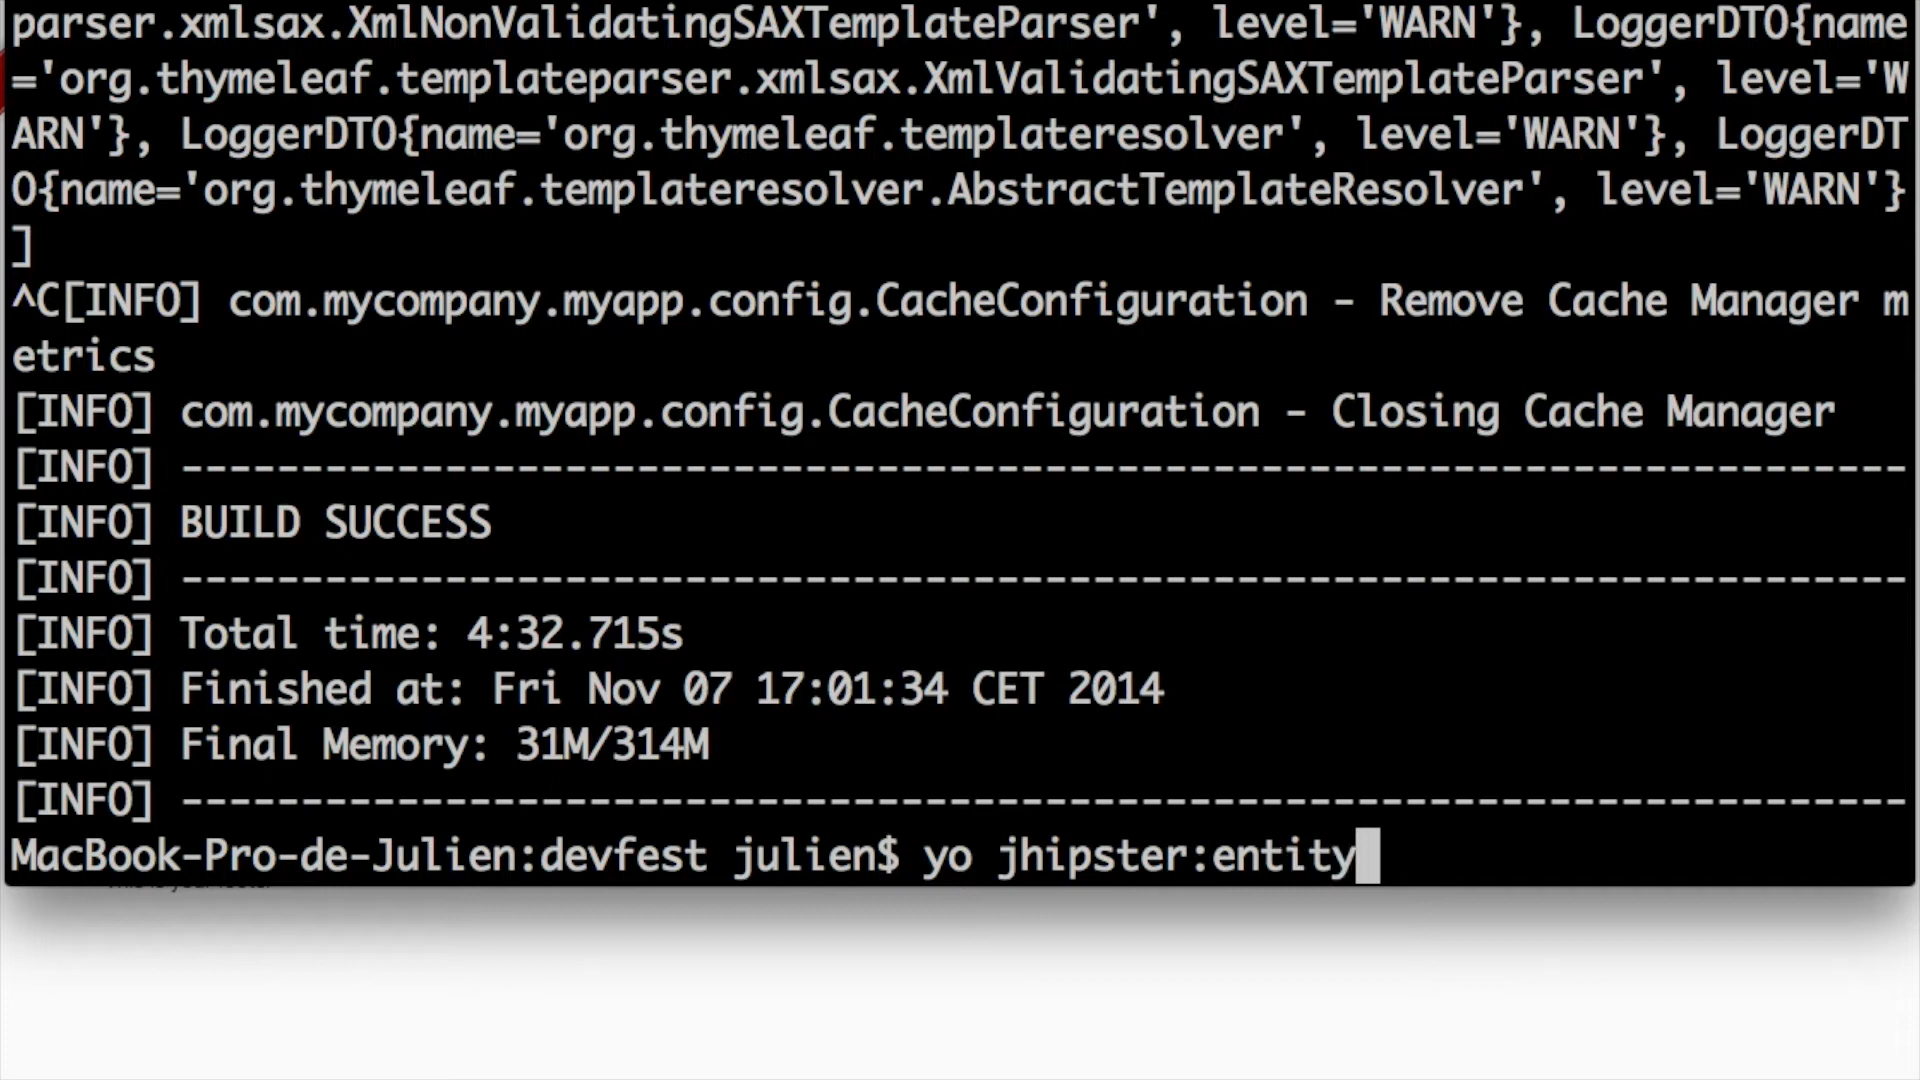 parser.xmlsax.XmlNonValidatingSAXTemplateParser', level='WARN'}, LoggerDTO{name
='org.thymeleaf.templateparser.xmlsax.XmlValidatingSAXTemplateParser', level='W
ARN'}, LoggerDTO{name='org.thymeleaf.templateresolver', level='WARN'}, LoggerDT
O{name='org.thymeleaf.templateresolver.AbstractTemplateResolver', level='WARN'}
]
^C[INFO] com.mycompany.myapp.config.CacheConfiguration - Remove Cache Manager m
etrics
[INFO] com.mycompany.myapp.config.CacheConfiguration - Closing Cache Manager
[INFO] ------------------------------------------------------------------------
[INFO] BUILD SUCCESS
[INFO] ------------------------------------------------------------------------
[INFO] Total time: 4:32.715s
[INFO] Finished at: Fri Nov 07 17:01:34 CET 2014
[INFO] Final Memory: 31M/314M
[INFO] ------------------------------------------------------------------------
MacBook-Pro-de-Julien:devfest julien$ yo jhipster:entity